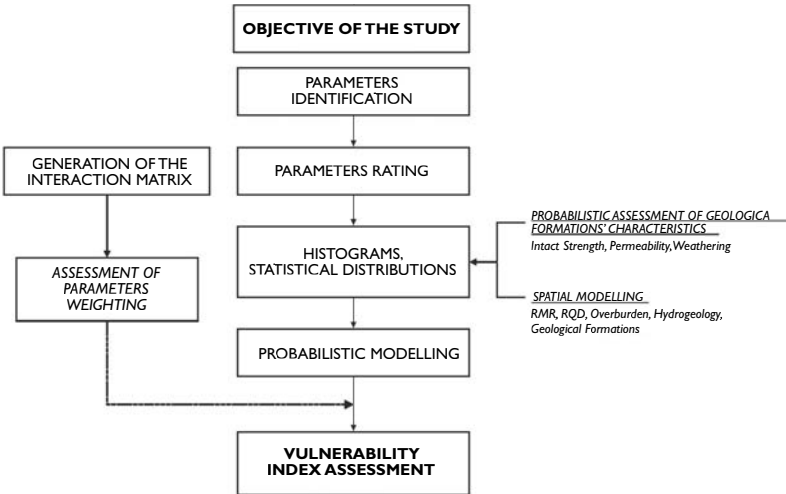 OBJECTIVE OF THE STUDY
PARAMETERS
IDENTIFICATION
GENERATION OF THE
INTERACTION MATRIX
PARAMETERS RATING
PROBABILISTIC ASSESSMENT OF GEOLOGICA
FORMATIONS' CHARACTERISTICS
Intact Strength, Permeability, Weathering
HISTOGRAMS,
STATISTICAL DISTRIBUTIONS
ASSESSMENT OF
PARAMETERS
WEIGHTING
SPATIAL MODELLING
RMR, RQD, Overburden, Hydrogeology,
Geological Formations
PROBABILISTIC MODELLING
VULNERABILITY
INDEX ASSESSMENT